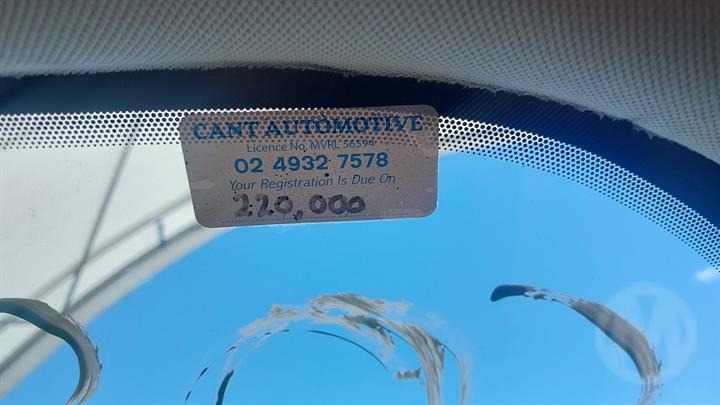 CANT AUTOMOTIVE
Licence No. MVRL 56594
02 4932 7578
Your Registration Is Due On
220,000